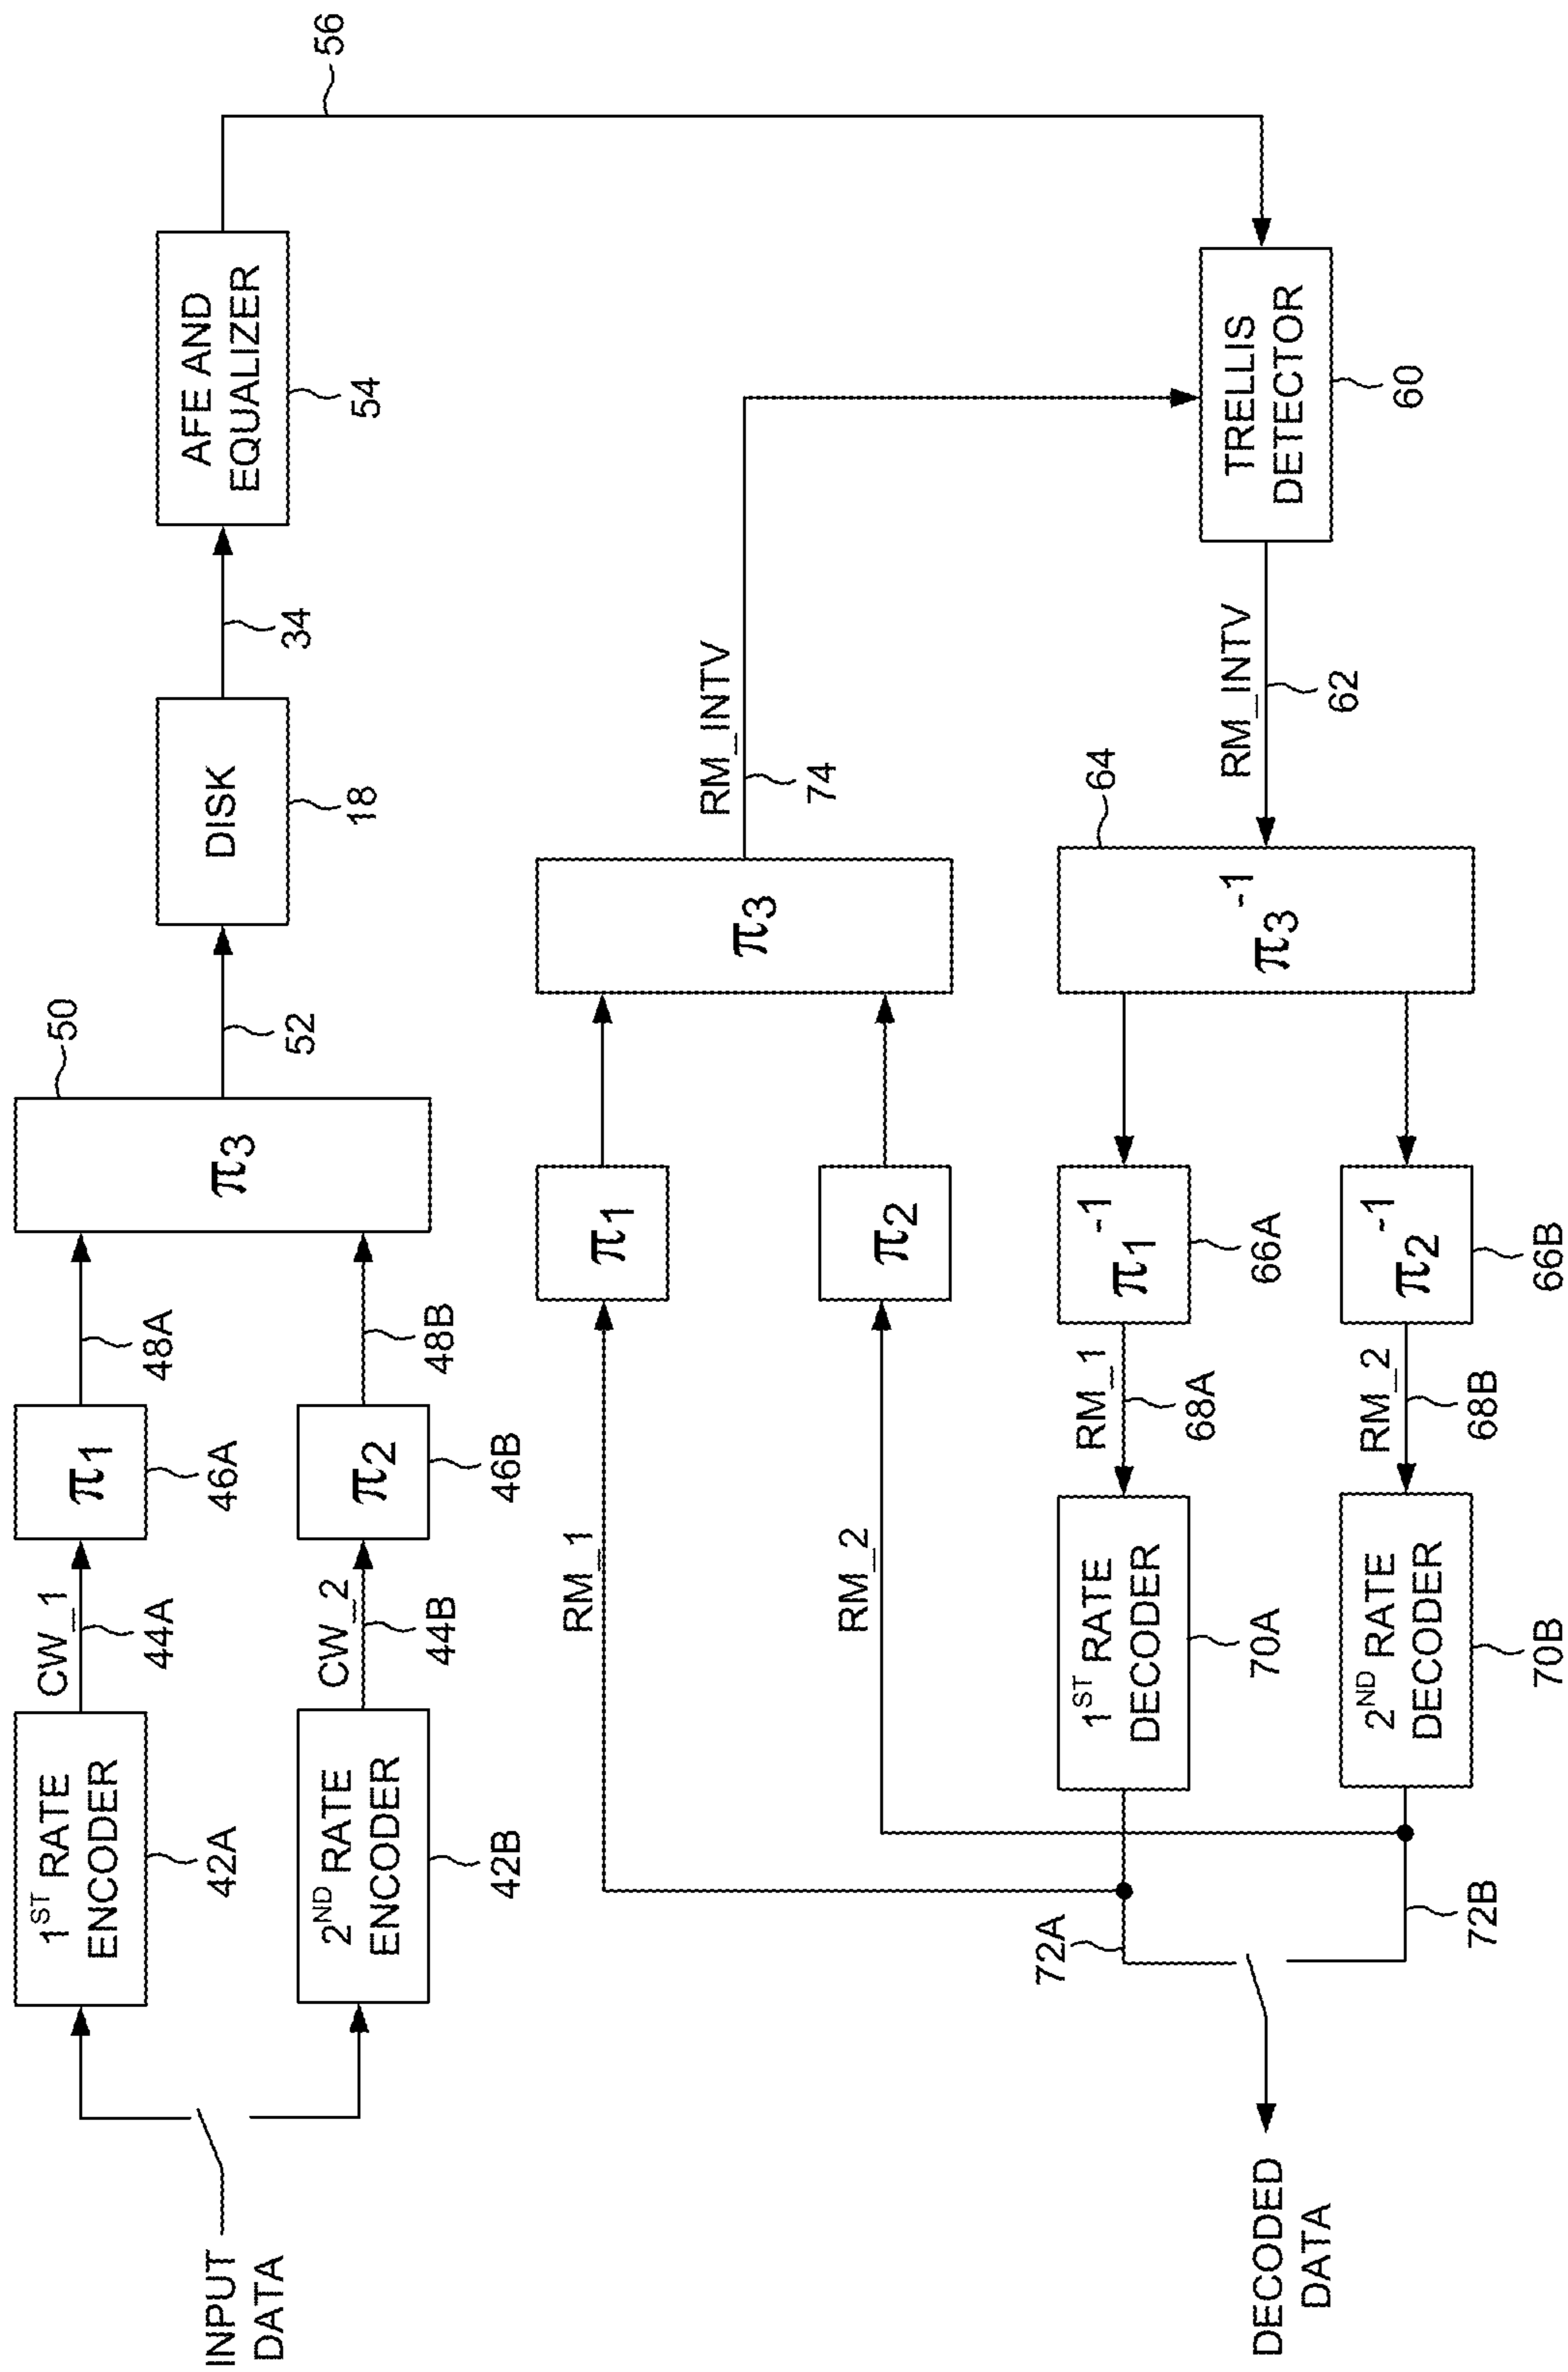 INPUT
DATA
1ST RATE
ENCODER
42A
CW_1
44A
π1
46A
48A
2ND RATE
ENCODER
42B
CW_2
44B
π2
46B
48B
π3
50
52
DISK
18
34
AFE AND
EQUALIZER
54
56
RM_1
π1
RM_2
π2
π3
RM_INTV
74
TRELLIS
DETECTOR
60
RM_INTV
62
64
π3-1
π1-1
66A
π2-1
66B
RM_1
68A
RM_2
68B
1ST RATE
DECODER
70A
2ND RATE
DECODER
70B
72A
72B
DECODED
DATA